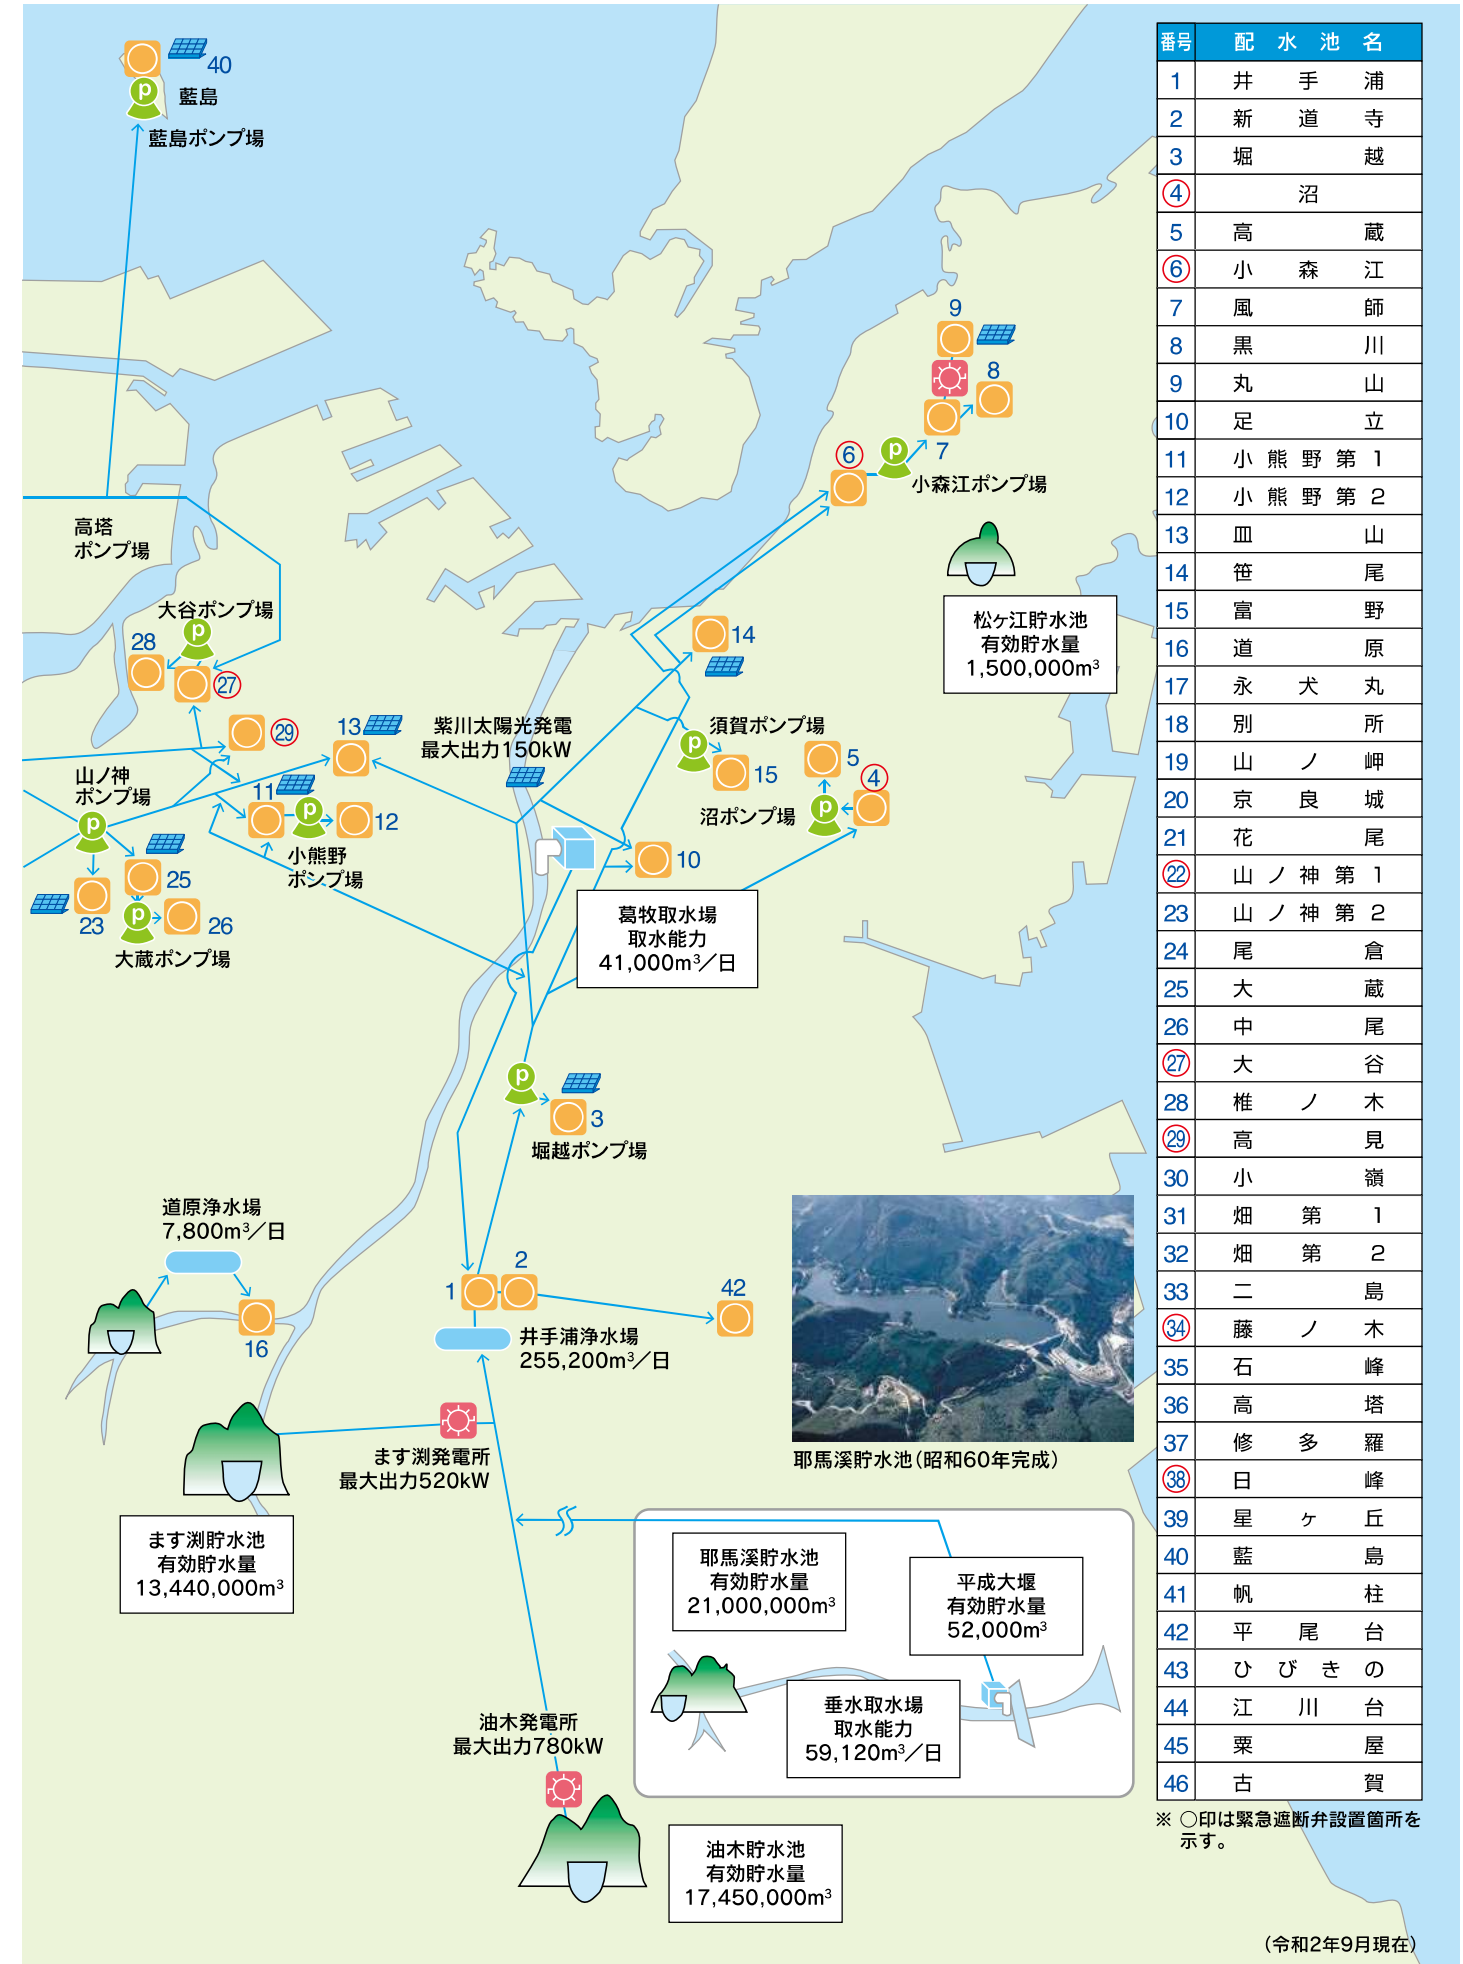 40
藍島
藍島ポンプ場
9
8
7
6
小森江ポンプ場
松ヶ江貯水池
有効貯水量
1,500,000m³
高塔
ポンプ場
大谷ポンプ場
28
27
29
13
14
紫川太陽光発電
最大出力150kW
須賀ポンプ場
15
5
4
沼ポンプ場
山ノ神
ポンプ場
11
12
小熊野
ポンプ場
10
25
23
26
大蔵ポンプ場
葛牧取水場
取水能力
41,000m³／日
3
堀越ポンプ場
道原浄水場
7,800m³／日
16
1
2
42
井手浦浄水場
255,200m³／日
耶馬溪貯水池（昭和60年完成）
ます渕発電所
最大出力520kW
ます渕貯水池
有効貯水量
13,440,000m³
耶馬溪貯水池
有効貯水量
21,000,000m³
平成大堰
有効貯水量
52,000m³
垂水取水場
取水能力
59,120m³／日
油木発電所
最大出力780kW
油木貯水池
有効貯水量
17,450,000m³
番号 配水池名
1 井手浦
2 新道寺
3 堀越
④ 沼
5 高蔵
⑥ 小森江
7 風師
8 黒川
9 丸山
10 足立
11 小熊野第1
12 小熊野第2
13 皿山
14 笹尾
15 富野
16 道原
17 永犬丸
18 別所
19 山ノ岬
20 京良城
21 花尾
㉒ 山ノ神第1
23 山ノ神第2
24 尾倉
25 大蔵
26 中尾
㉗ 大谷
28 椎ノ木
㉙ 高見
30 小嶺
31 畑第1
32 畑第2
33 二島
㉞ 藤ノ木
35 石峰
36 高塔
37 修多羅
㊳ 日峰
39 星ヶ丘
40 藍島
41 帆柱
42 平尾台
43 ひびきの
44 江川台
45 粟屋
46 古賀
※ ○印は緊急遮断弁設置箇所を
示す。
（令和2年9月現在）